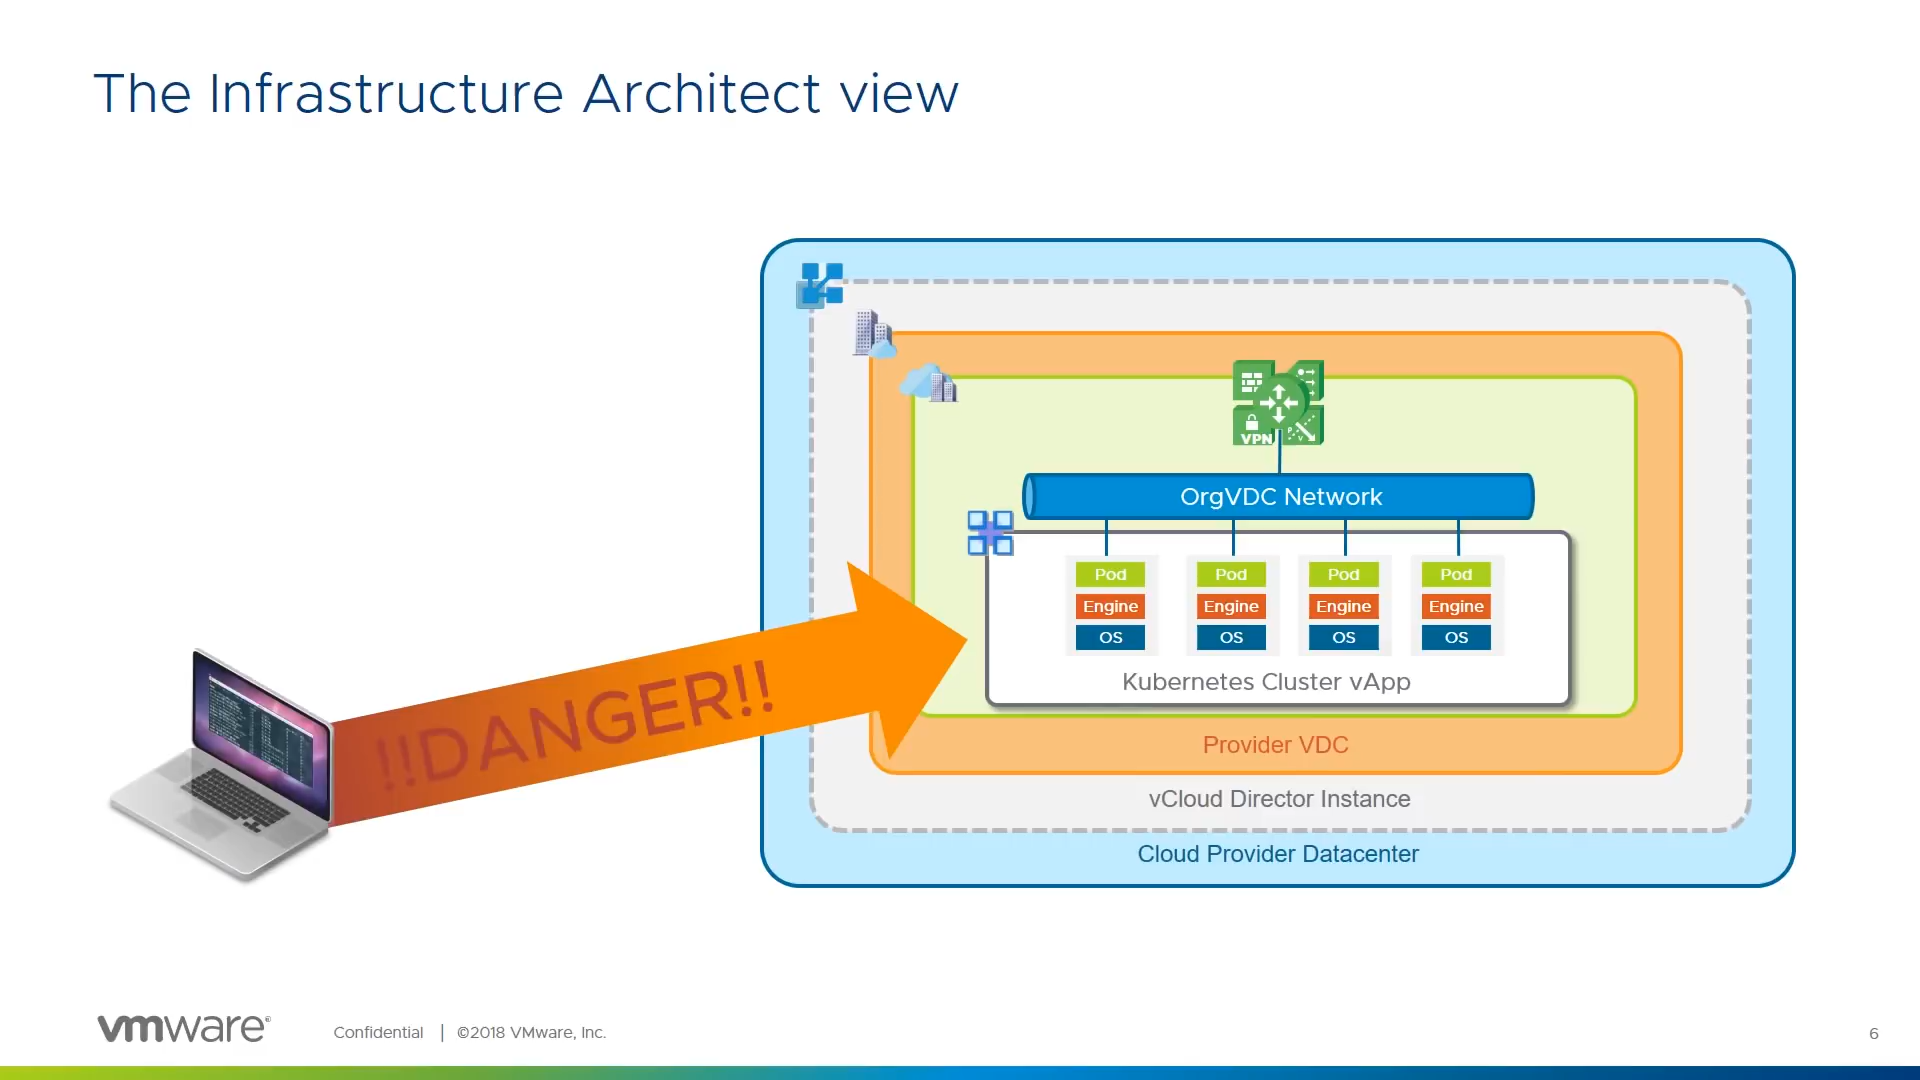 The Infrastructure Architect view
VPN
P
V
OrgVDC Network
Pod Pod Pod Pod
Engine Engine Engine Engine
OS OS OS OS
Kubernetes Cluster vApp
!!DANGER!!
Provider VDC
vCloud Director Instance
Cloud Provider Datacenter
vmware®
Confidential | ©2018 VMware, Inc.
6